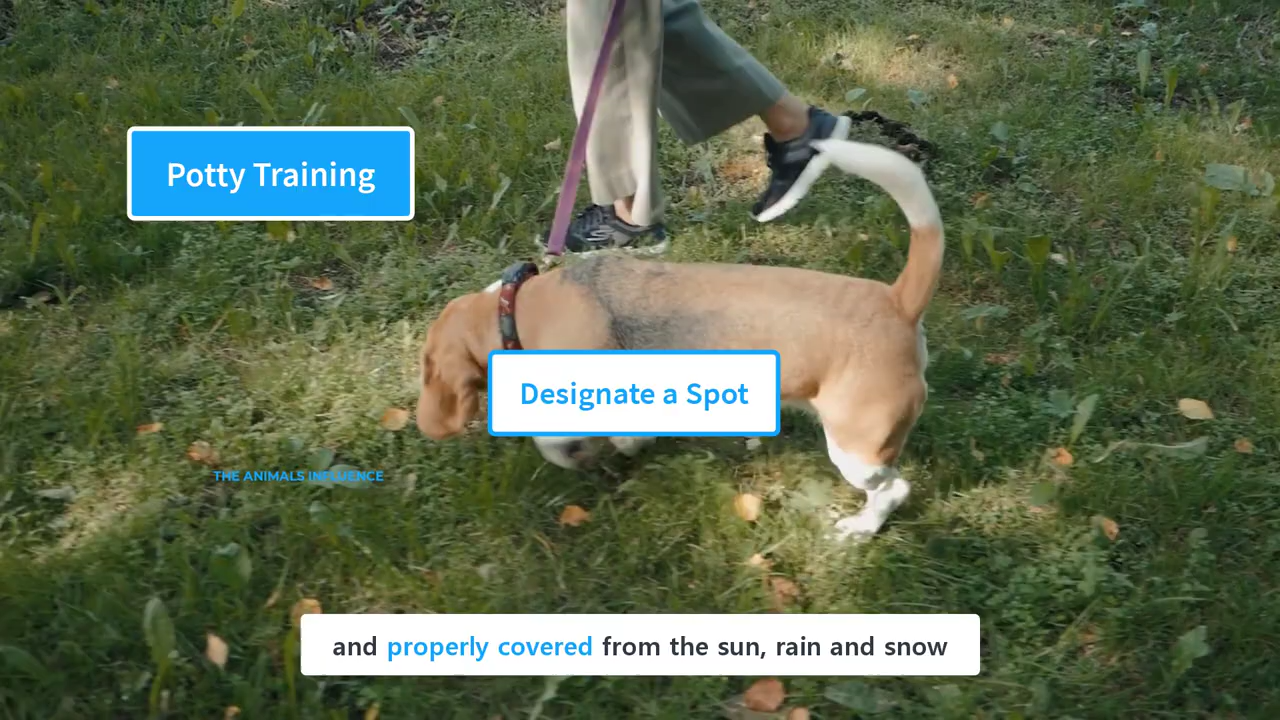 Potty Training
Designate a Spot
THE ANIMALS INFLUENCE
and properly covered from the sun, rain and snow